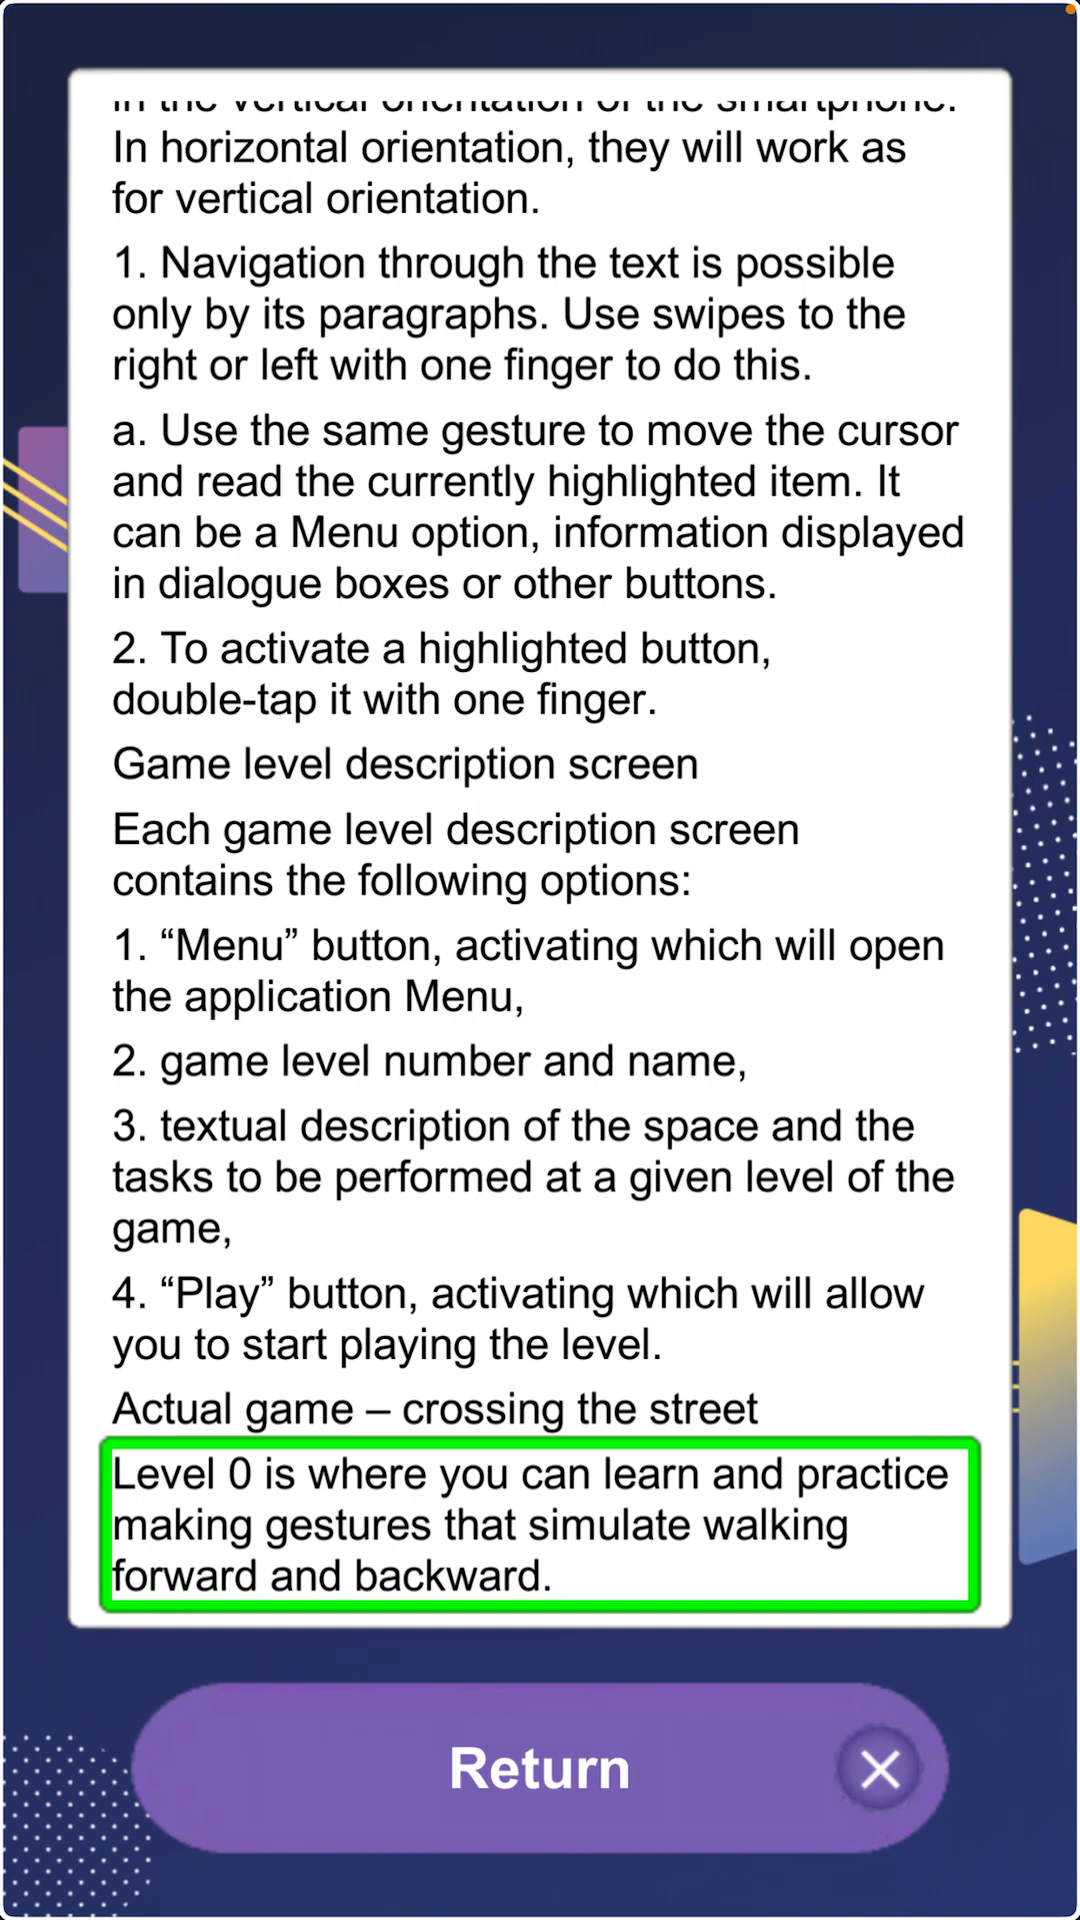 in the vertical orientation of the smartphone.
In horizontal orientation, they will work as
for vertical orientation.
1. Navigation through the text is possible
only by its paragraphs. Use swipes to the
right or left with one finger to do this.
a. Use the same gesture to move the cursor
and read the currently highlighted item. It
can be a Menu option, information displayed
in dialogue boxes or other buttons.
2. To activate a highlighted button,
double-tap it with one finger.
Game level description screen
Each game level description screen
contains the following options:
1. “Menu” button, activating which will open
the application Menu,
2. game level number and name,
3. textual description of the space and the
tasks to be performed at a given level of the
game,
4. “Play” button, activating which will allow
you to start playing the level.
Actual game – crossing the street
Level 0 is where you can learn and practice
making gestures that simulate walking
forward and backward.
Return